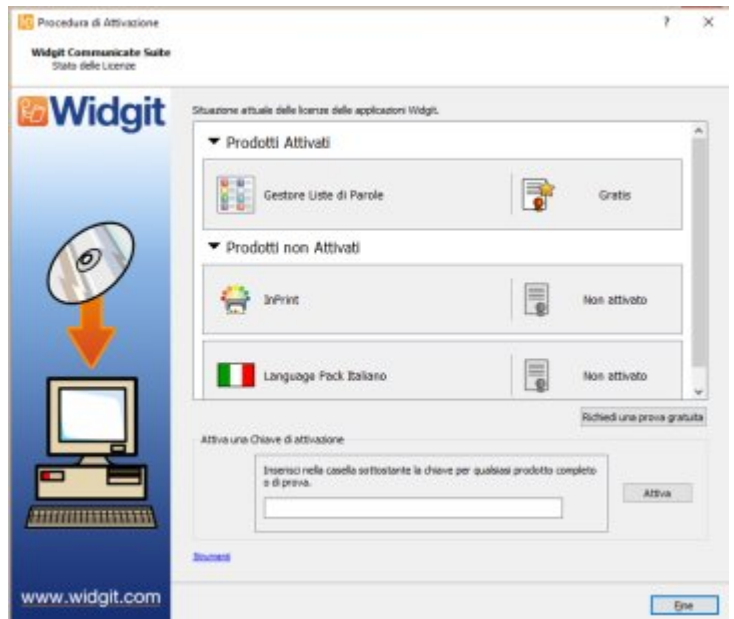 Procedura di Attivazione
Widgit Communicate Suite
Stato delle Licenze
Widgit
Situazione attuale delle licenze delle applicazioni Widgit.
Prodotti Attivati
Gestore Liste di Parole
Gratis
Prodotti non Attivati
InPrint
Non attivato
Language Pack Italiano
Non attivato
Richiedi una prova gratuita
Attiva una Chiave di attivazione
Inserisci nella casella sottostante la chiave per qualsiasi prodotto completo
o di prova.
Attiva
Strumenti
www.widgit.com
Fine